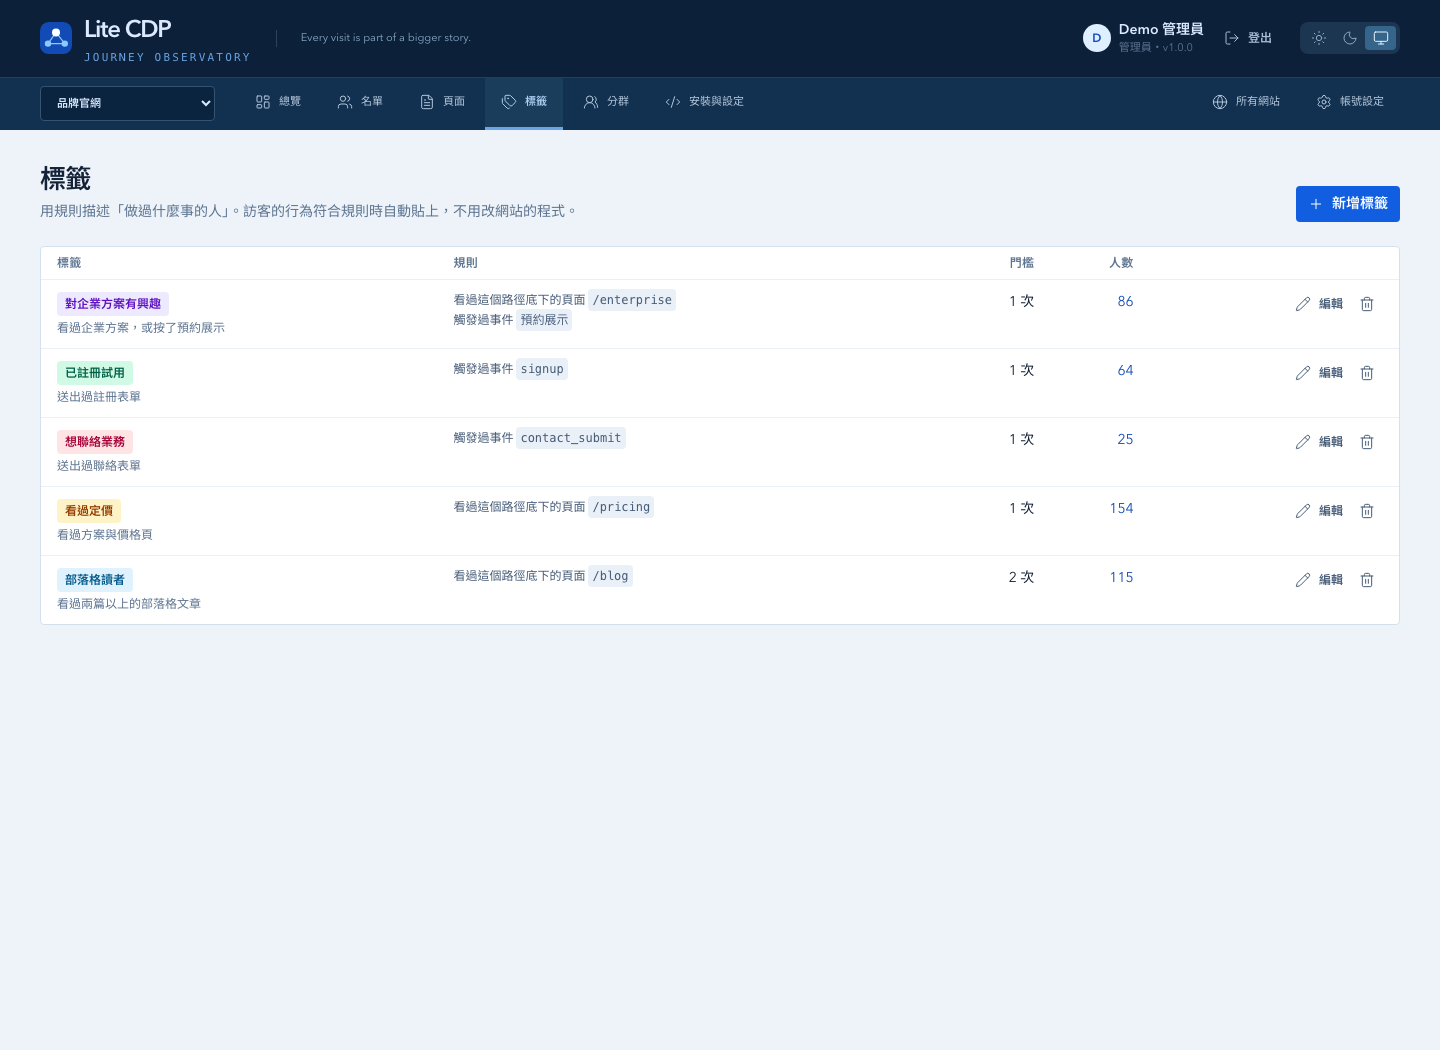 Lite CDP
JOURNEY OBSERVATORY
Every visit is part of a bigger story.
D
Demo 管理員
管理員・v1.0.0
登出
品牌官網
總覽
名單
頁面
標籤
分群
安裝與設定
所有網站
帳號設定
標籤
用規則描述「做過什麼事的人」。訪客的行為符合規則時自動貼上，不用改網站的程式。
新增標籤
標籤 規則 門檻 人數
對企業方案有興趣
看過企業方案，或按了預約展示
看過這個路徑底下的頁面 /enterprise
觸發過事件 預約展示
1 次
86
編輯
已註冊試用
送出過註冊表單
觸發過事件 signup
1 次
64
編輯
想聯絡業務
送出過聯絡表單
觸發過事件 contact_submit
1 次
25
編輯
看過定價
看過方案與價格頁
看過這個路徑底下的頁面 /pricing
1 次
154
編輯
部落格讀者
看過兩篇以上的部落格文章
看過這個路徑底下的頁面 /blog
2 次
115
編輯